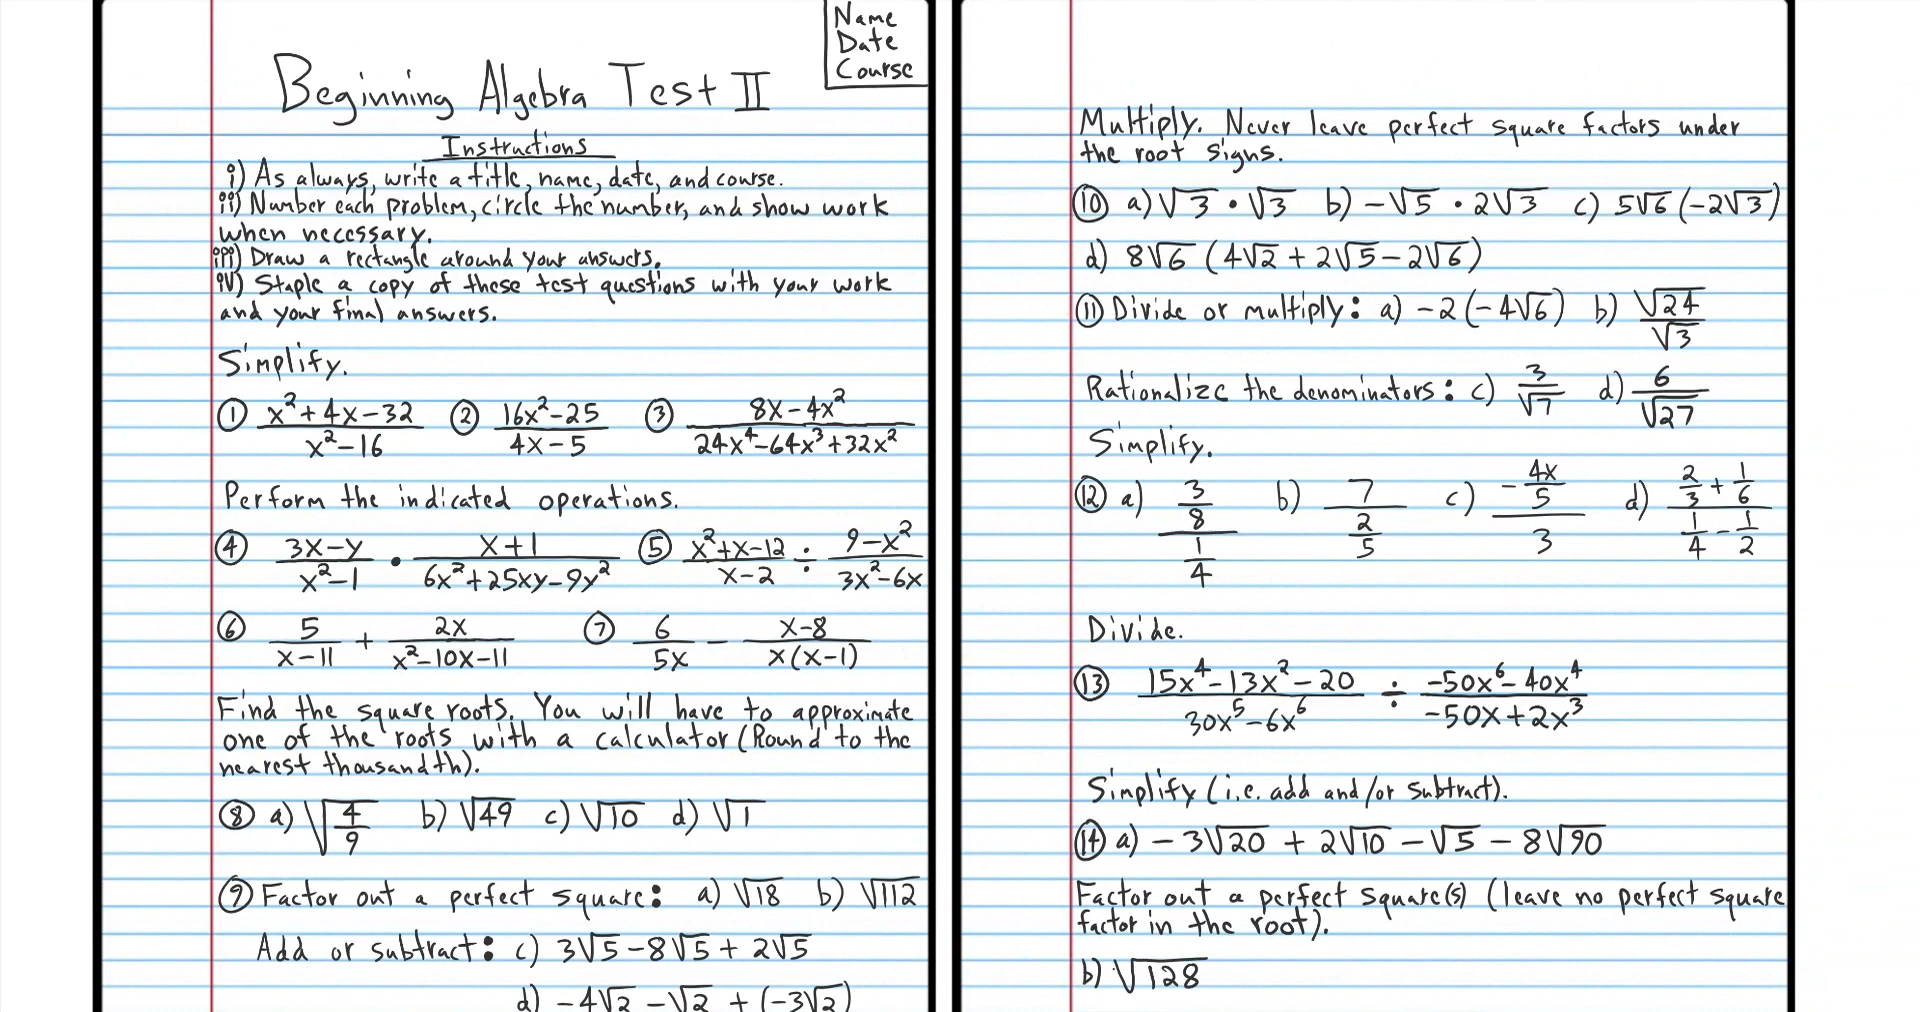 Name
Date
Course
Beginning Algebra Test II
Instructions
i) As always, write a title, name, date, and course.
ii) Number each problem, circle the number, and show work
when necessary.
iii) Draw a rectangle around your answers.
iv) Staple a copy of these test questions with your work
and your final answers.
Simplify.
① (x²+4x-32)/(x²-16) ② (16x²-25)/(4x-5) ③ (8x-4x²)/(24x⁴-64x³+32x²)
Perform the indicated operations.
④ (3x-y)/(x²-1) • (x+1)/(6x²+25xy-9y²) ⑤ (x²+x-12)/(x-2) ÷ (9-x²)/(3x²-6x)
⑥ 5/(x-11) + 2x/(x²-10x-11) ⑦ 6/(5x) - (x-8)/(x(x-1))
Find the square roots. You will have to approximate
one of the roots with a calculator (Round to the
nearest thousandth).
⑧ a) √(4/9) b) √49 c) √10 d) √1
⑨ Factor out a perfect square: a) √18 b) √112
Add or subtract: c) 3√5-8√5+2√5
d) -4√2-√2+(-3√2)
Multiply. Never leave perfect square factors under
the root signs.
⑩ a) √3 • √3 b) -√5 • 2√3 c) 5√6(-2√3)
d) 8√6(4√2+2√5-2√6)
⑪ Divide or multiply: a) -2(-4√6) b) √24/√3
Rationalize the denominators: c) 3/√7 d) 6/√27
Simplify.
⑫ a) (3/8)/(1/4) b) 7/(2/5) c) (-4x/5)/3 d) (2/3+1/6)/(1/4-1/2)
Divide.
⑬ (15x⁴-13x²-20)/(30x⁵-6x⁶) ÷ (-50x⁶-40x⁴)/(-50x+2x³)
Simplify (i.e. add and/or subtract).
⑭ a) -3√20+2√10-√5-8√90
Factor out a perfect square(s) (leave no perfect square
factor in the root).
b) √128